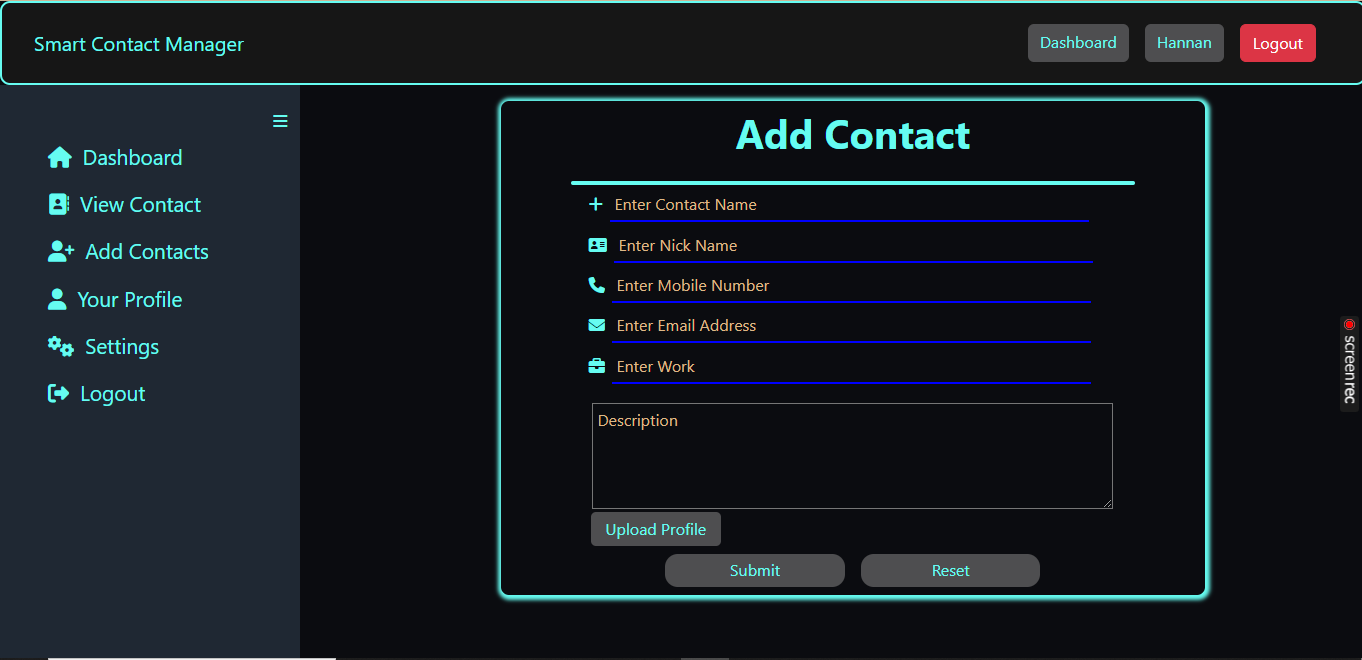 Smart Contact Manager
Dashboard
Hannan
Logout
Dashboard
View Contact
Add Contacts
Your Profile
Settings
Logout
Add Contact
Enter Contact Name
Enter Nick Name
Enter Mobile Number
Enter Email Address
Enter Work
Description
Upload Profile
Submit
Reset
screenrec